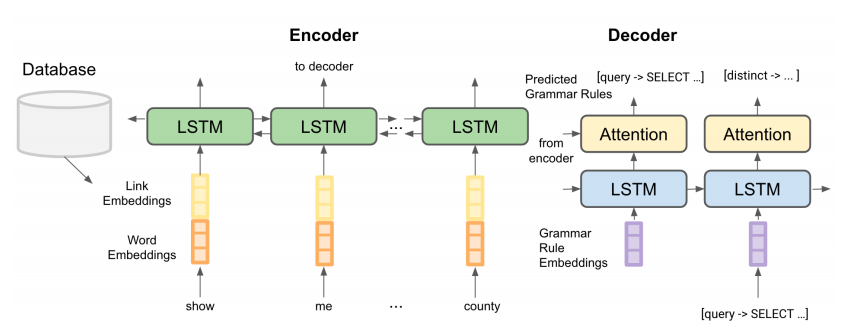 Encoder
Decoder
Database
to decoder
Predicted
Grammar Rules
[query -> SELECT ...]
[distinct -> ... ]
LSTM
LSTM
...
LSTM
from
encoder
Attention
Attention
LSTM
LSTM
Link
Embeddings
Word
Embeddings
Grammar
Rule
Embeddings
show
me
...
county
[query -> SELECT ...]